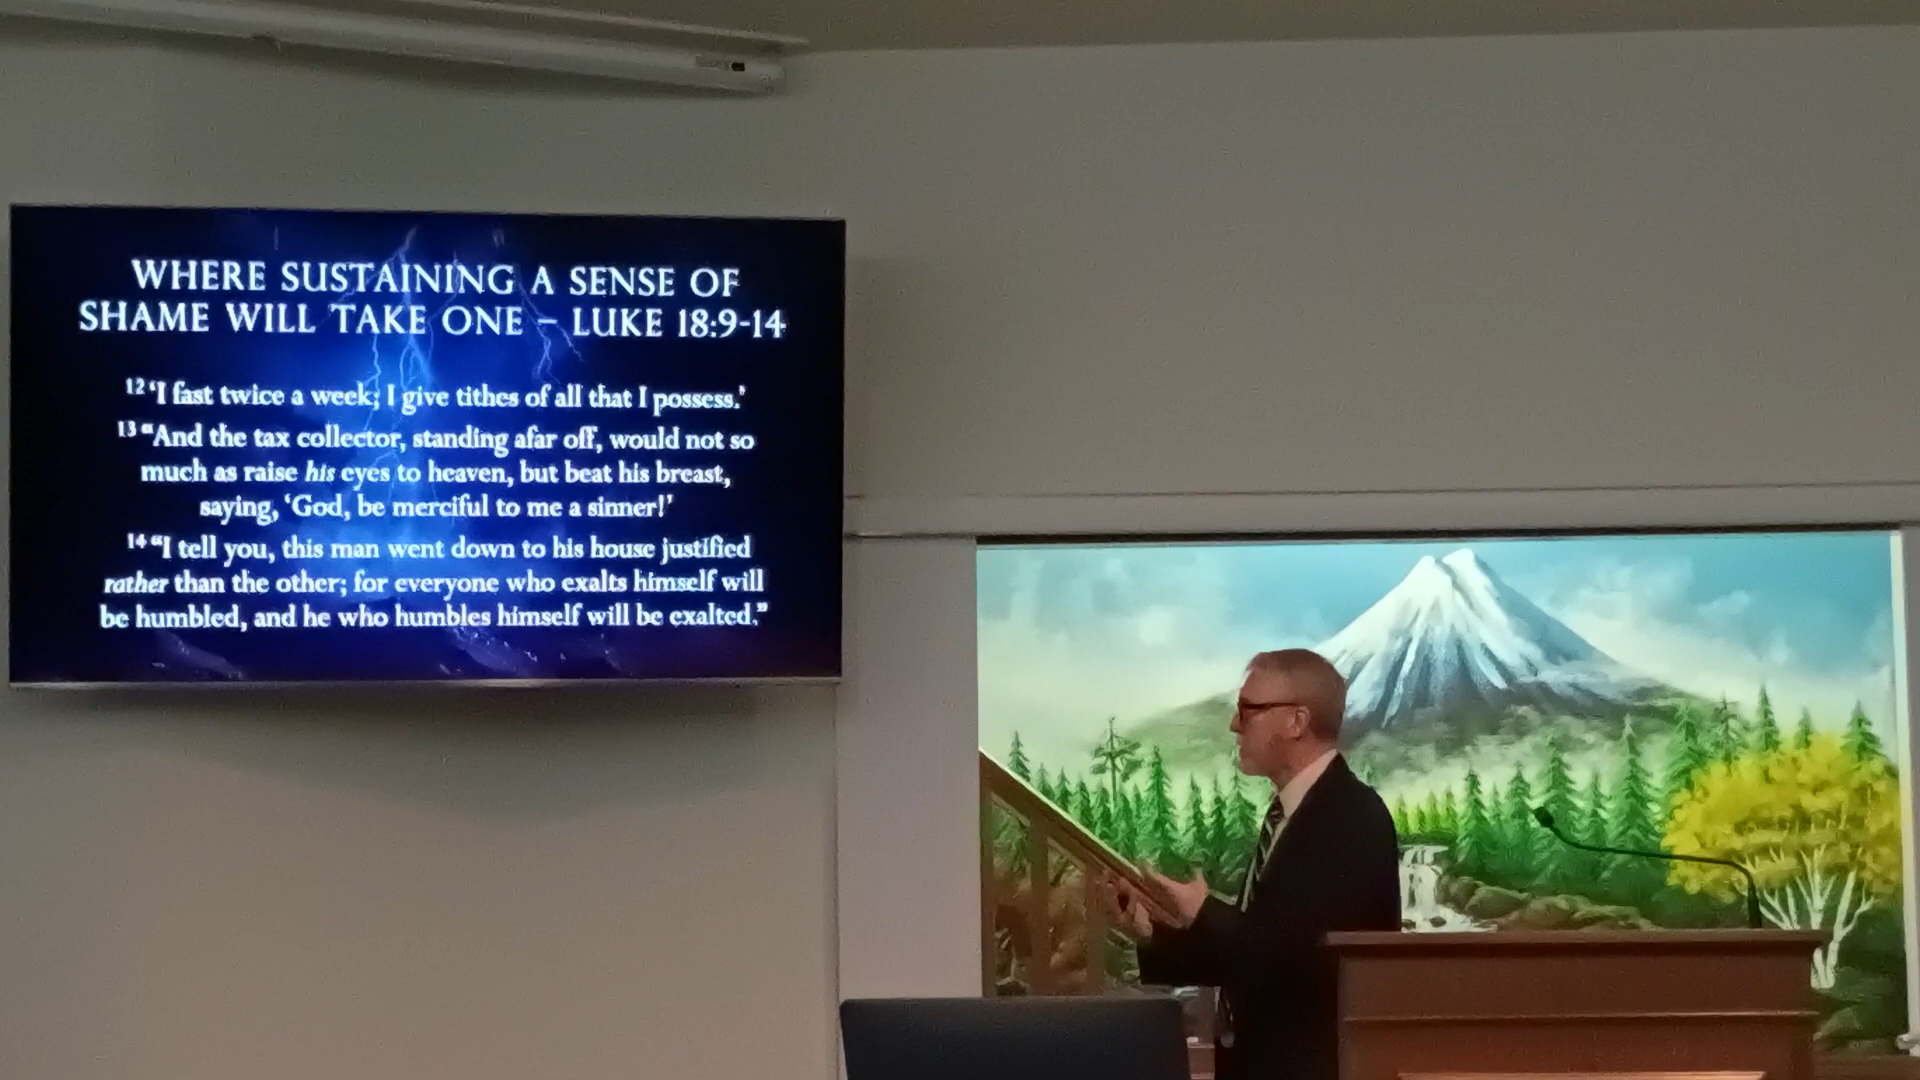 WHERE SUSTAINING A SENSE OF
SHAME WILL TAKE ONE – LUKE 18:9-14
12 ‘I fast twice a week; I give tithes of all that I possess.’
13 “And the tax collector, standing afar off, would not so
much as raise his eyes to heaven, but beat his breast,
saying, ‘God, be merciful to me a sinner!’
14 “I tell you, this man went down to his house justified
rather than the other; for everyone who exalts himself will
be humbled, and he who humbles himself will be exalted.”